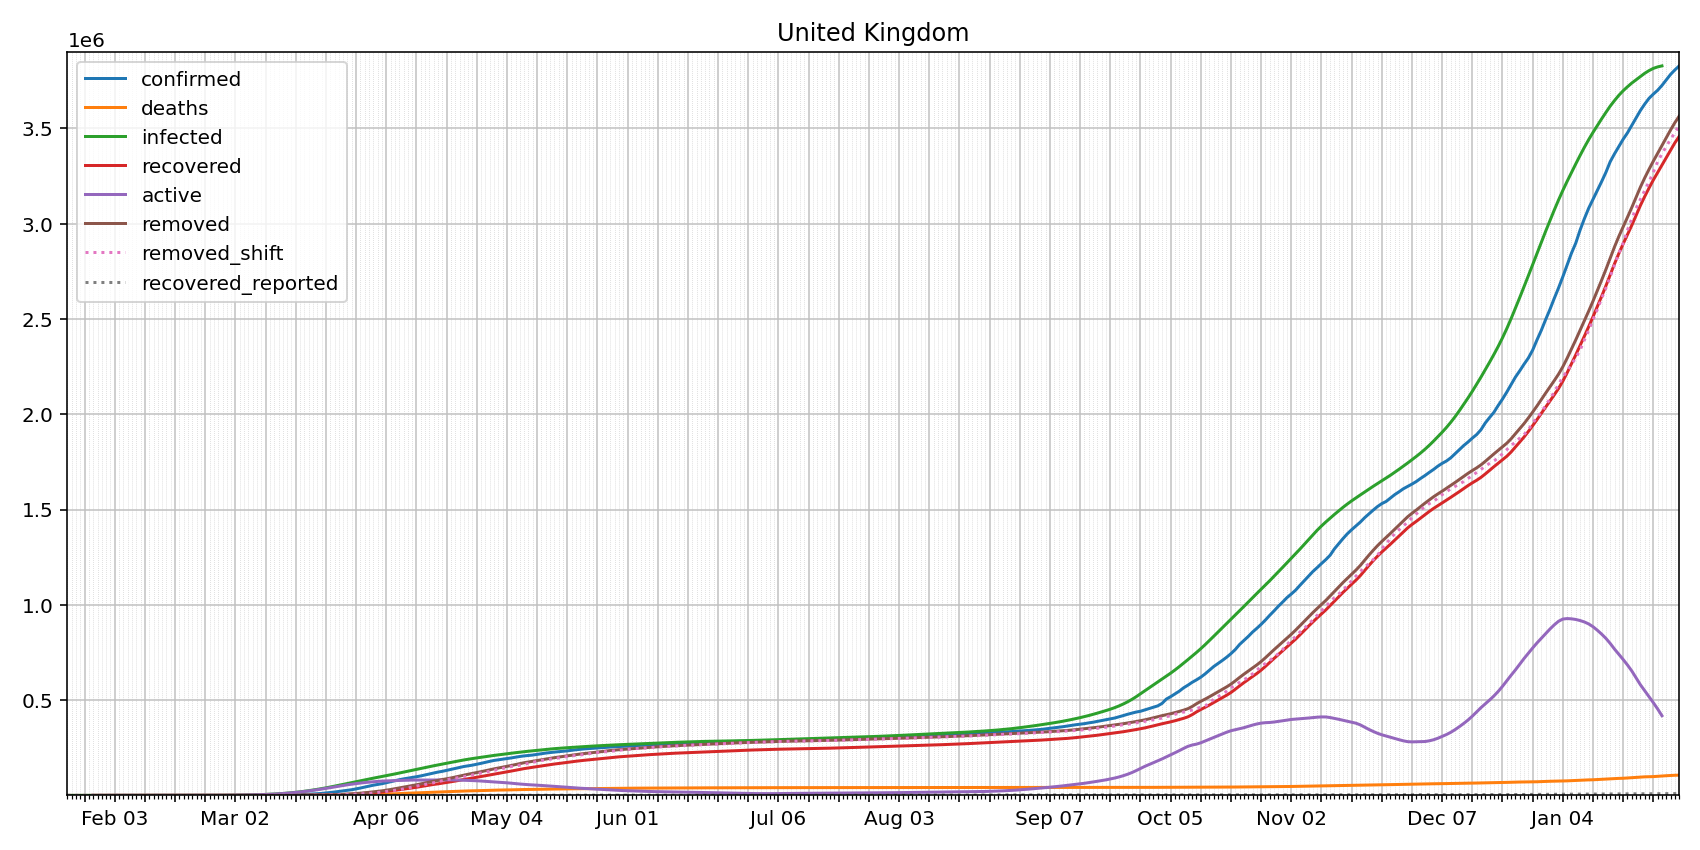 United Kingdom
1e6
confirmed
deaths
infected
recovered
active
removed
removed_shift
recovered_reported
3.5
3.0
2.5
2.0
1.5
1.0
0.5
Feb 03 Mar 02 Apr 06 May 04 Jun 01 Jul 06 Aug 03 Sep 07 Oct 05 Nov 02 Dec 07 Jan 04